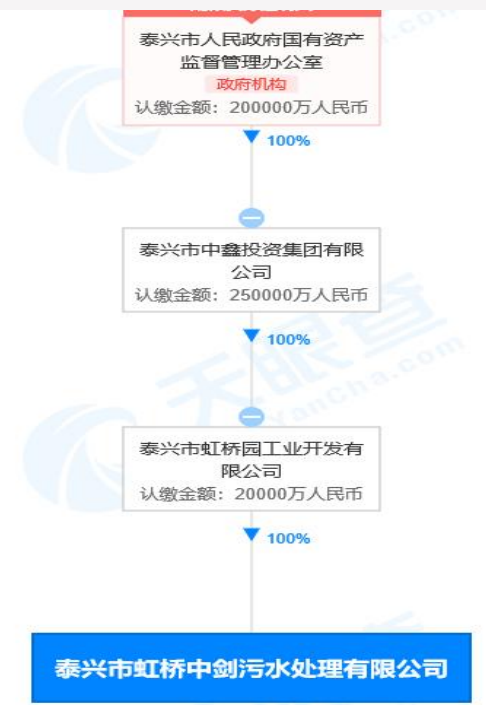 泰兴市人民政府国有资产
监督管理办公室
政府机构
认缴金额：200000万人民币
100%
泰兴市中鑫投资集团有限
公司
认缴金额：250000万人民币
100%
天眼查
TianYanCha.com
泰兴市虹桥园工业开发有
限公司
认缴金额：20000万人民币
100%
泰兴市虹桥中剑污水处理有限公司